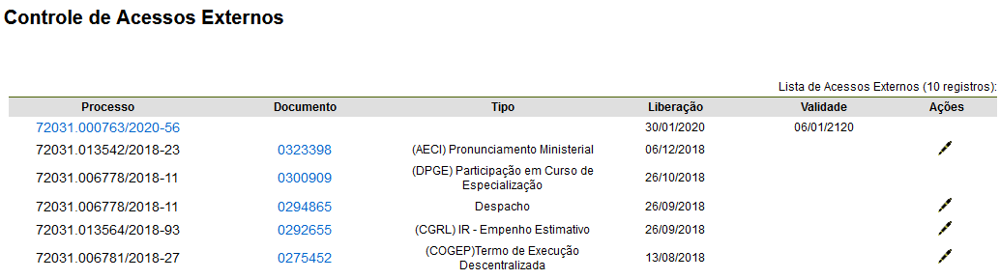 Controle de Acessos Externos
Lista de Acessos Externos (10 registros):
Processo Documento Tipo Liberação Validade Ações
72031.000763/2020-56 30/01/2020 06/01/2120
72031.013542/2018-23 0323398 (AECI) Pronunciamento Ministerial 06/12/2018
72031.006778/2018-11 0300909 (DPGE) Participação em Curso de Especialização 26/10/2018
72031.006778/2018-11 0294865 Despacho 26/09/2018
72031.013564/2018-93 0292655 (CGRL) IR - Empenho Estimativo 26/09/2018
72031.006781/2018-27 0275452 (COGEP)Termo de Execução Descentralizada 13/08/2018